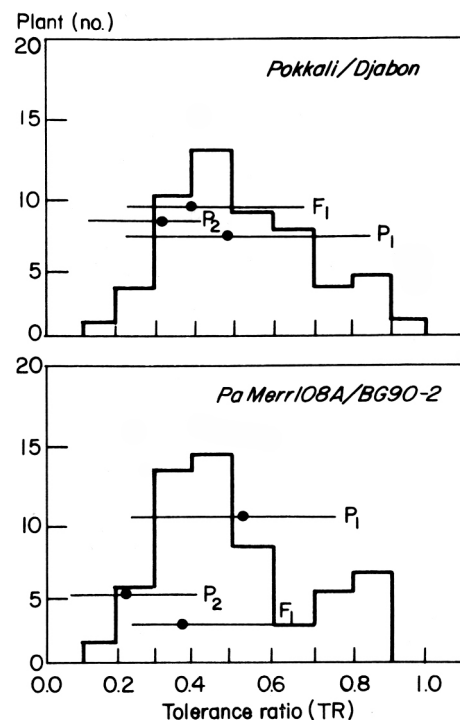 Plant (no.)
20
Pokkali/Djabon
15
10
F1
P2
P1
5
0
20
Pa Merr108A/BG90-2
15
10
P1
5
P2
F1
0
0.0 0.2 0.4 0.6 0.8 1.0
Tolerance ratio (TR)